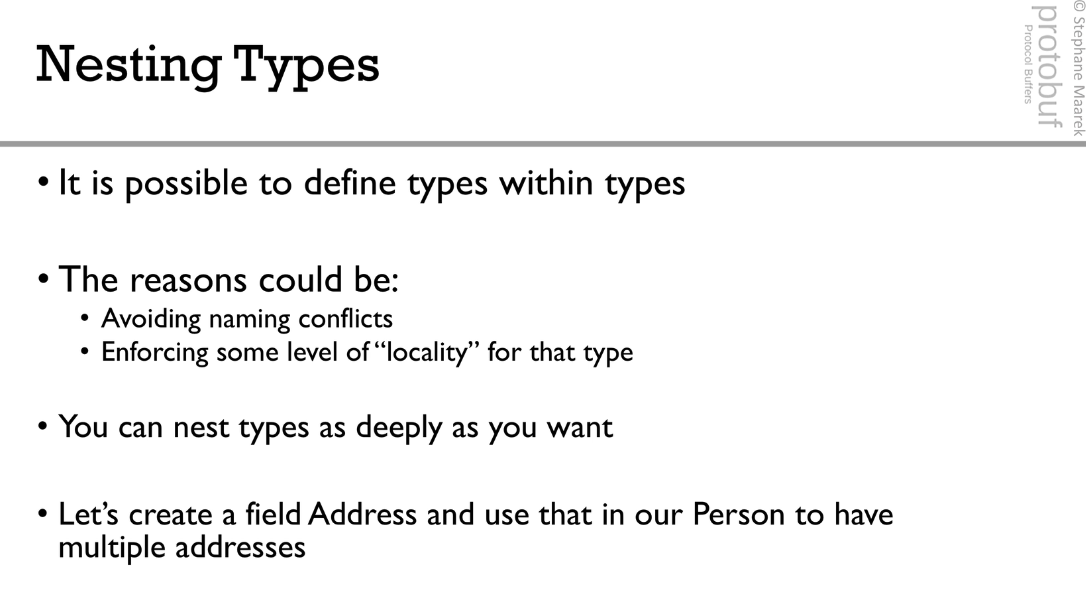 Nesting Types
© Stephane Maarek
protobuf
Protocol Buffers
• It is possible to define types within types
• The reasons could be:
• Avoiding naming conflicts
• Enforcing some level of “locality” for that type
• You can nest types as deeply as you want
• Let’s create a field Address and use that in our Person to have
multiple addresses